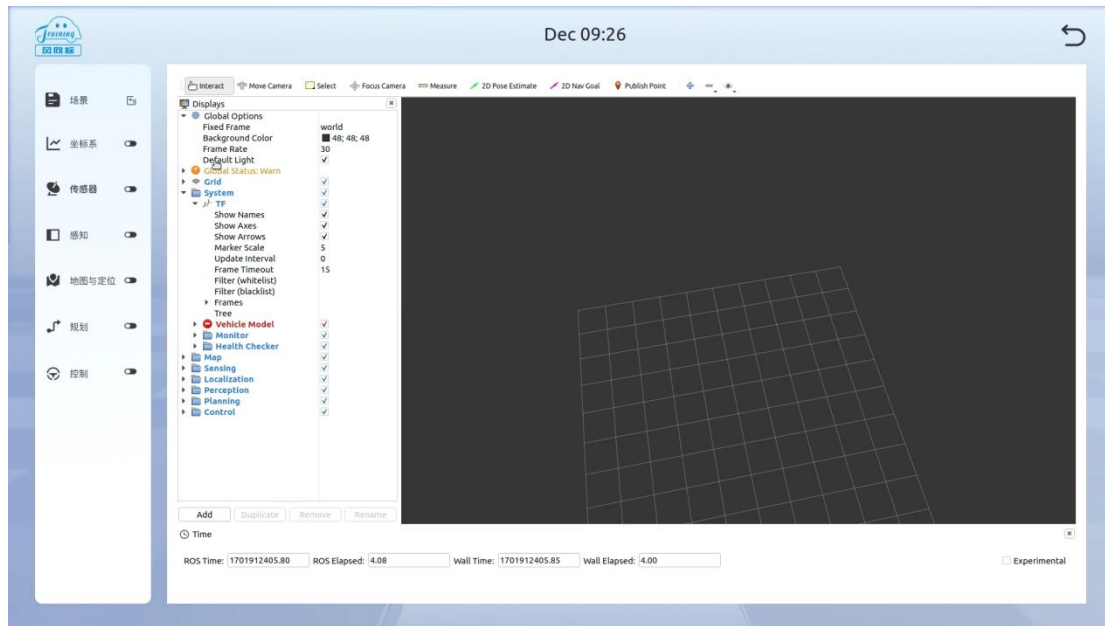 Training
Dec 09:26
场景
坐标系
传感器
感知
地图与定位
规划
控制
Interact Move Camera Select Focus Camera Measure 2D Pose Estimate 2D Nav Goal Publish Point
Displays
Global Options
Fixed Frame world
Background Color 48; 48; 48
Frame Rate 30
Default Light
Global Status: Warn
Grid
System
TF
Show Names
Show Axes
Show Arrows
Marker Scale 5
Update Interval 0
Frame Timeout 15
Filter (whitelist)
Filter (blacklist)
Frames
Tree
Vehicle Model
Monitor
Health Checker
Map
Sensing
Localization
Perception
Planning
Control
Add Duplicate Remove Rename
Time
ROS Time: 1701912405.80 ROS Elapsed: 4.08 Wall Time: 1701912405.85 Wall Elapsed: 4.00 Experimental